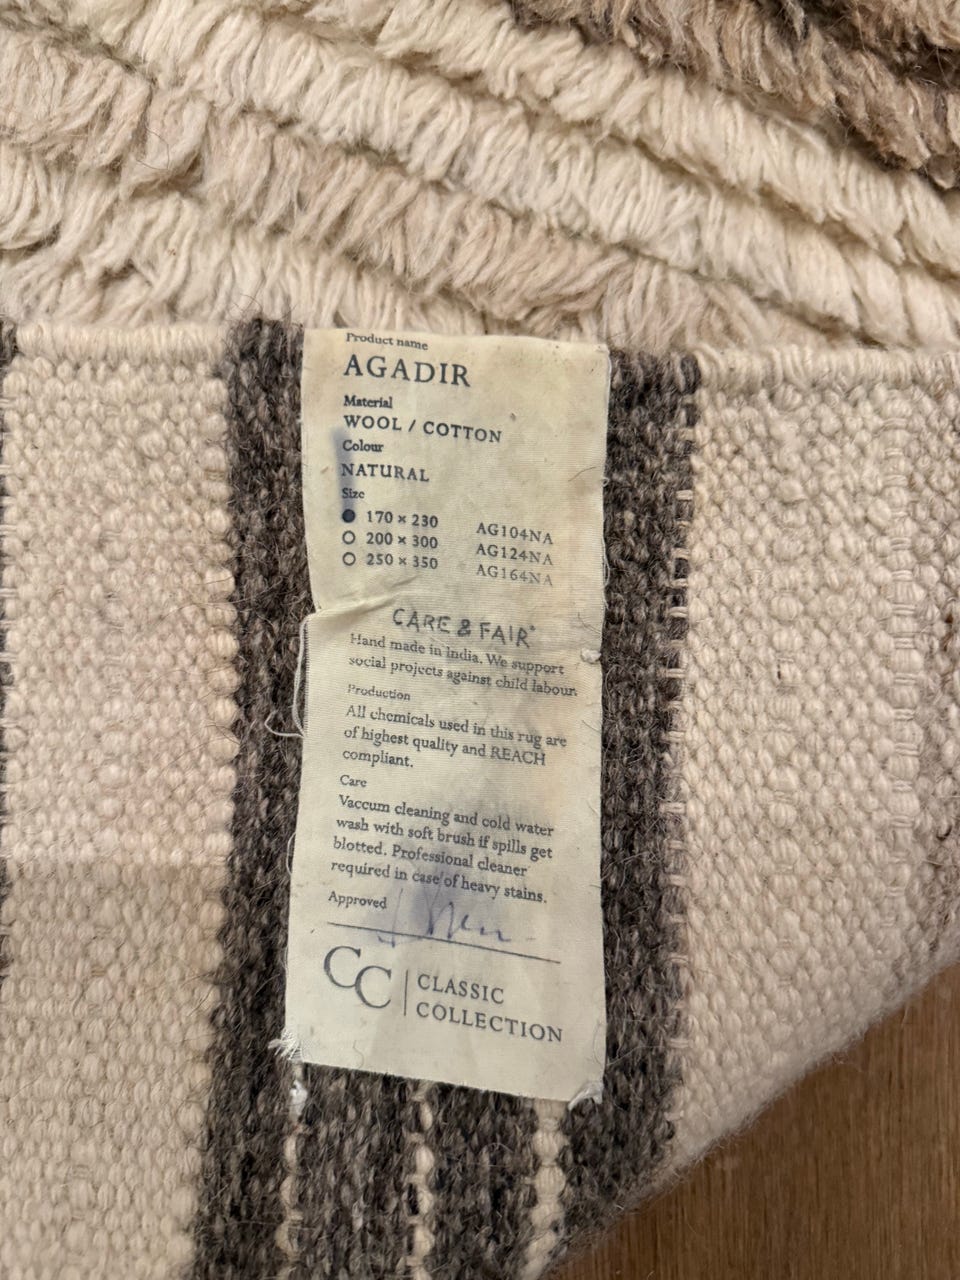 Product name
AGADIR
Material
WOOL / COTTON
Colour
NATURAL
Size
● 170 × 230 AG104NA
○ 200 × 300 AG124NA
○ 250 × 350 AG164NA
CARE & FAIR®
Hand made in India. We support
social projects against child labour.
Production
All chemicals used in this rug are
of highest quality and REACH
compliant.
Care
Vaccum cleaning and cold water
wash with soft brush if spills get
blotted. Professional cleaner
required in case of heavy stains.
Approved
CC | CLASSIC
COLLECTION